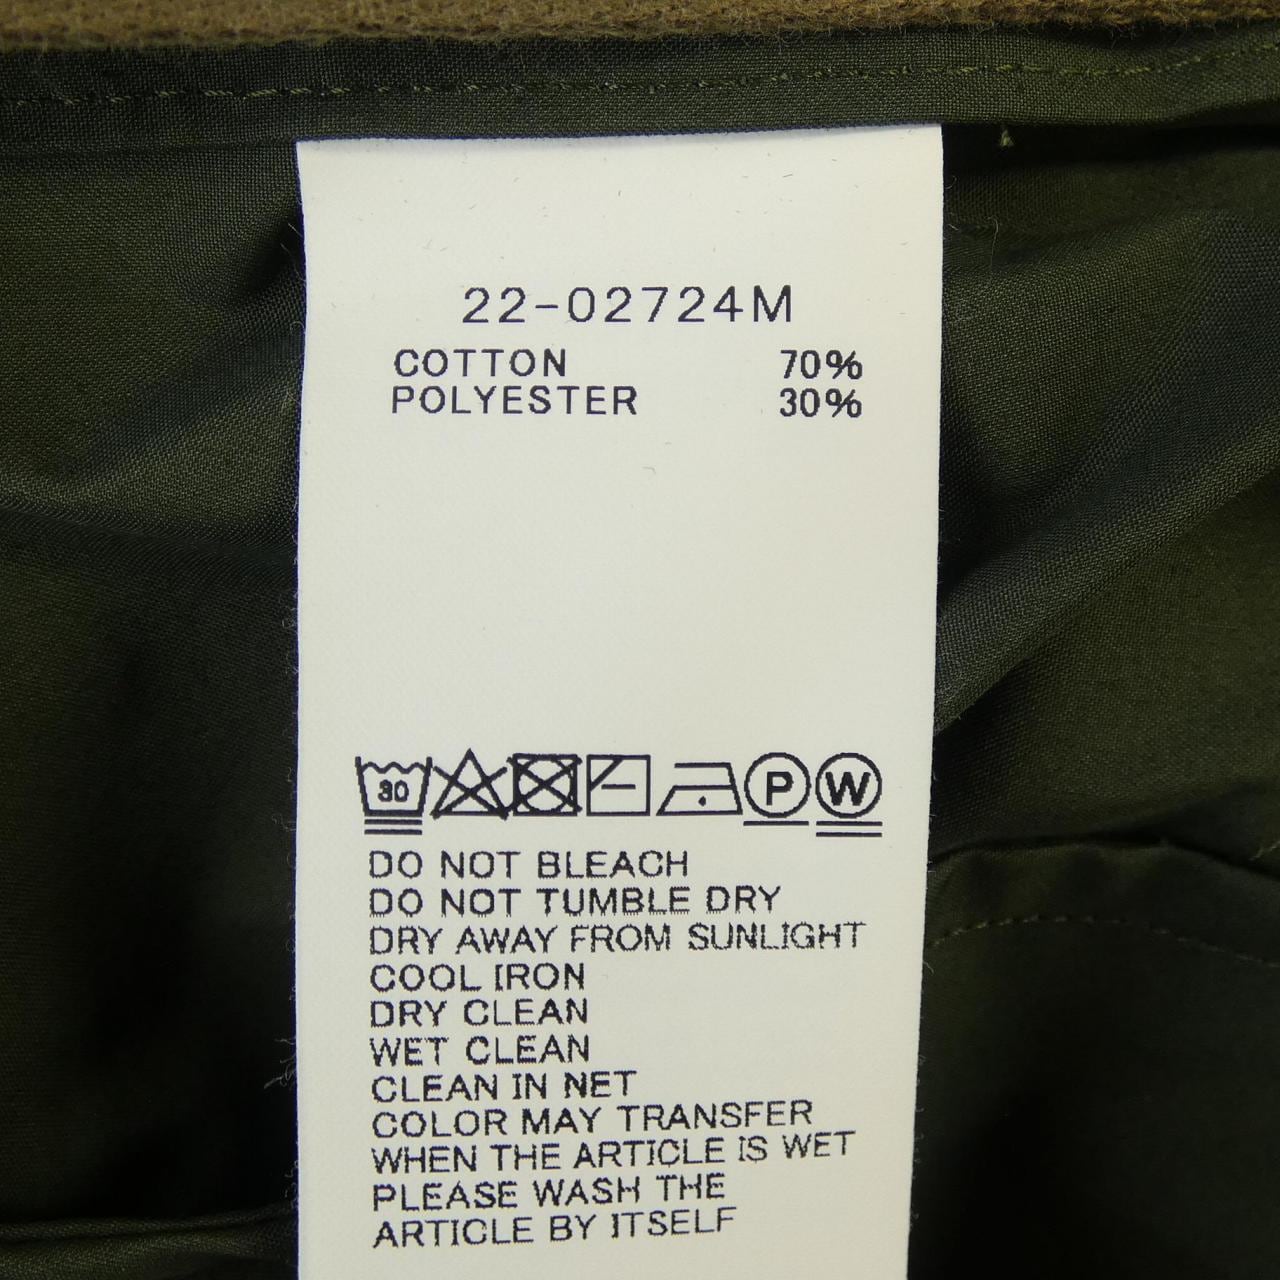 22-02724M
COTTON 70%
POLYESTER 30%
30 P W
DO NOT BLEACH
DO NOT TUMBLE DRY
DRY AWAY FROM SUNLIGHT
COOL IRON
DRY CLEAN
WET CLEAN
CLEAN IN NET
COLOR MAY TRANSFER
WHEN THE ARTICLE IS WET
PLEASE WASH THE
ARTICLE BY ITSELF